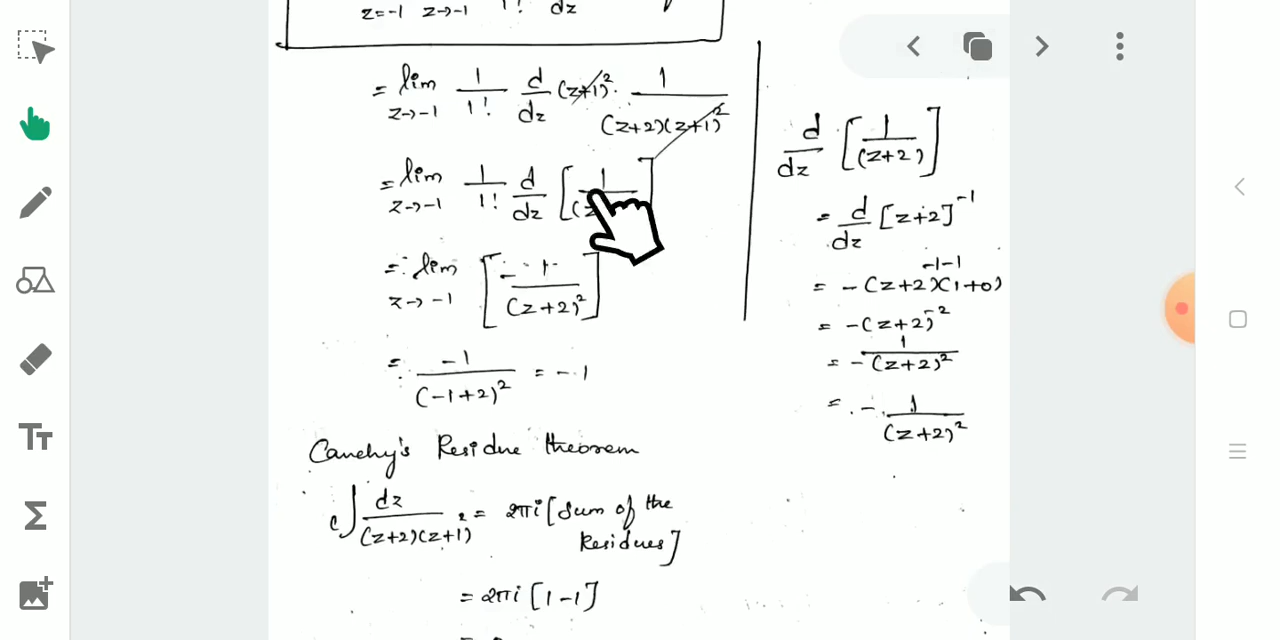 z=-1 z→-1 1! dz
= lim 1/1! d/dz (z+1)². 1/((z+2)(z+1)²)
z→-1
= lim 1/1! d/dz [1/(z
z→-1
= lim [-1/(z+2)²]
z→-1
= -1/(-1+2)² = -1
Cauchy's Residue theorem
c∫ dz/((z+2)(z+1)²) = 2πi [Sum of the
Residues]
= 2πi [1-1]
d/dz [1/(z+2)]
= d/dz [z+2]⁻¹
= -(z+2)⁻¹⁻¹(1+0)
= -(z+2)⁻²
= -1/(z+2)²
= -1/(z+2)²
TT
Σ